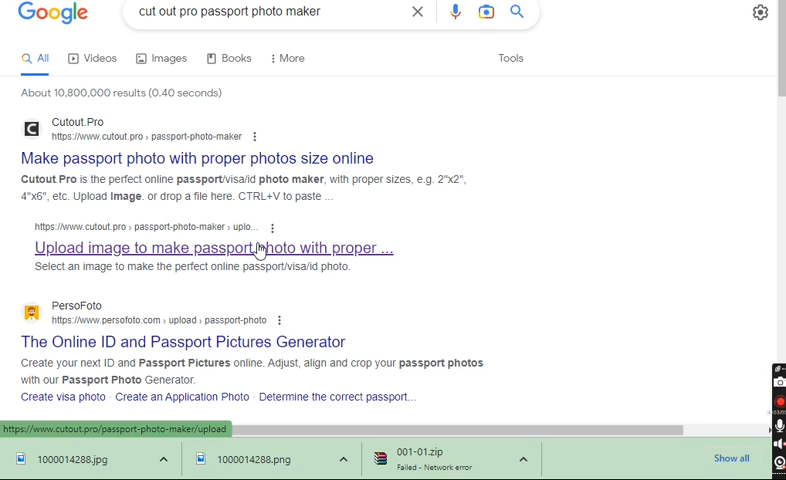 Google
cut out pro passport photo maker
All
Videos
Images
Books
More
Tools
About 10,800,000 results (0.40 seconds)
Cutout.Pro
https://www.cutout.pro › passport-photo-maker
Make passport photo with proper photos size online
Cutout.Pro is the perfect online passport/visa/id photo maker, with proper sizes, e.g. 2"x2",
4"x6", etc. Upload Image. or drop a file here. CTRL+V to paste ...
https://www.cutout.pro › passport-photo-maker › uplo...
Upload image to make passport photo with proper ...
Select an image to make the perfect online passport/visa/id photo.
PersoFoto
https://www.persofoto.com › upload › passport-photo
The Online ID and Passport Pictures Generator
Create your next ID and Passport Pictures online. Adjust, align and crop your passport photos
with our Passport Photo Generator.
Create visa photo · Create an Application Photo · Determine the correct passport...
https://www.cutout.pro/passport-photo-maker/upload
1000014288.jpg
1000014288.png
001-01.zip
Failed - Network error
Show all